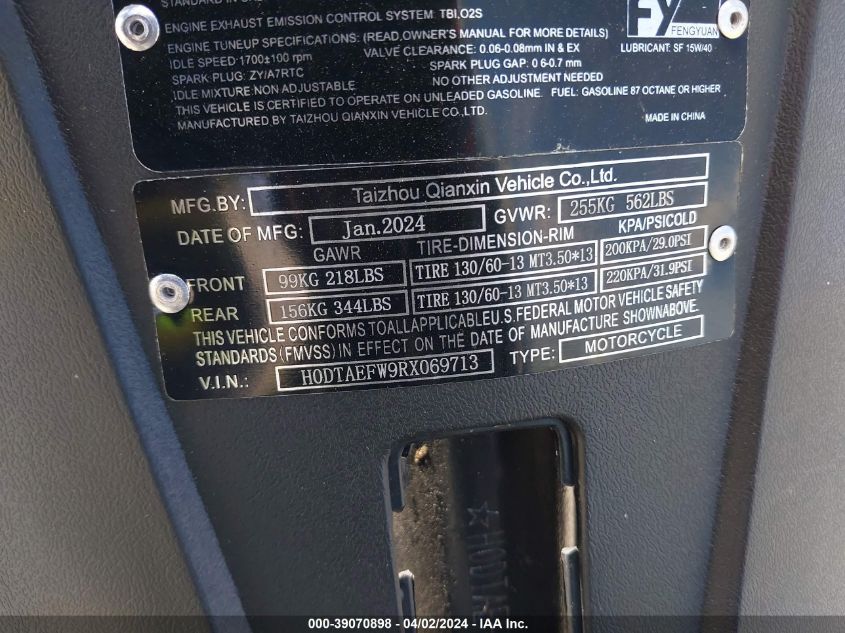 STANDARD IN
ENGINE EXHAUST EMISSION CONTROL SYSTEM: TBI,O2S
ENGINE TUNEUP SPECIFICATIONS: (READ OWNER'S MANUAL FOR MORE DETAILS)
IDLE SPEED:1700±100 rpm VALVE CLEARANCE: 0.06-0.08mm IN & EX
SPARK PLUG: ZY/A7RTC SPARK PLUG GAP: 0.6-0.7 mm
IDLE MIXTURE:NON ADJUSTABLE NO OTHER ADJUSTMENT NEEDED
THIS VEHICLE IS CERTIFIED TO OPERATE ON UNLEADED GASOLINE. FUEL: GASOLINE 87 OCTANE OR HIGHER
MANUFACTURED BY TAIZHOU QIANXIN VEHICLE CO.,LTD.
FY
FENGYUAN
LUBRICANT: SF 15W/40
MADE IN CHINA
MFG.BY: Taizhou Qianxin Vehicle Co.,Ltd.
DATE OF MFG: Jan.2024 GVWR: 255KG 562LBS
GAWR TIRE-DIMENSION-RIM KPA/PSICOLD
FRONT 99KG 218LBS TIRE 130/60-13 MT3.50*13 200KPA/29.0PSI
REAR 156KG 344LBS TIRE 130/60-13 MT3.50*13 220KPA/31.9PSI
THIS VEHICLE CONFORMS TOALLAPPLICABLEU.S.FEDERAL MOTOR VEHICLE SAFETY
STANDARDS (FMVSS) IN EFFECT ON THE DATE OF MANUFACTURE SHOWNABOVE.
V.I.N.: H0DTAEFW9RX069713 TYPE: MOTORCYCLE
☆H0DTAE
000-39070898 - 04/02/2024 - IAAI.com